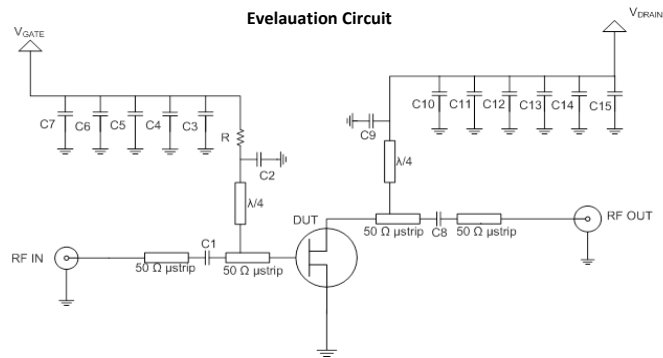 Evelauation Circuit
VGATE
VDRAIN
C7 C6 C5 C4 C3
C10 C11 C12 C13 C14 C15
C9
R
C2
λ/4
λ/4
DUT
RF OUT
50 Ω µstrip C8 50 Ω µstrip
RF IN
C1
50 Ω µstrip 50 Ω µstrip